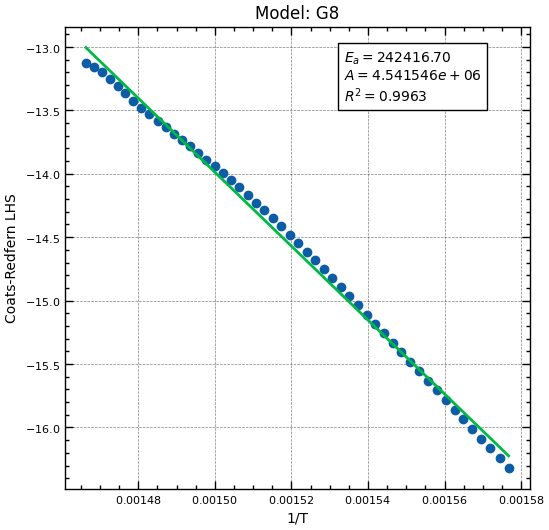 Model: G8
Eₐ = 242416.70
A = 4.541546e + 06
R² = 0.9963
Coats-Redfern LHS
−13.0
−13.5
−14.0
−14.5
−15.0
−15.5
−16.0
0.00148 0.00150 0.00152 0.00154 0.00156 0.00158
1/T